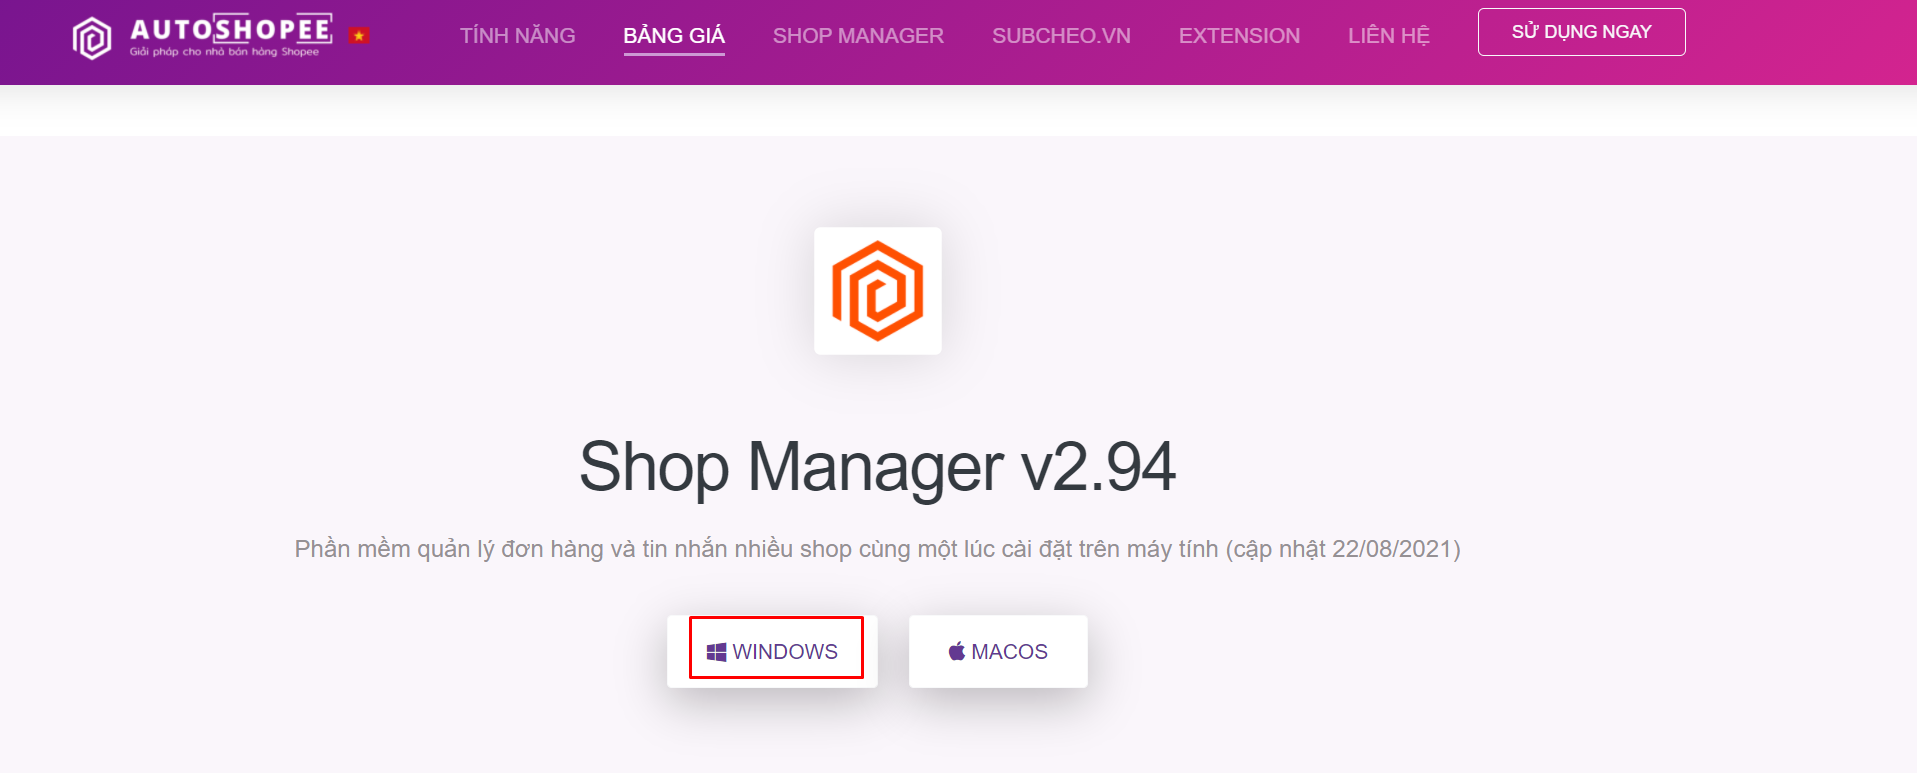 AUTOSHOPEE
Giải pháp cho nhà bán hàng Shopee
TÍNH NĂNG
BẢNG GIÁ
SHOP MANAGER
SUBCHEO.VN
EXTENSION
LIÊN HỆ
SỬ DỤNG NGAY
Shop Manager v2.94
Phần mềm quản lý đơn hàng và tin nhắn nhiều shop cùng một lúc cài đặt trên máy tính (cập nhật 22/08/2021)
WINDOWS
MACOS